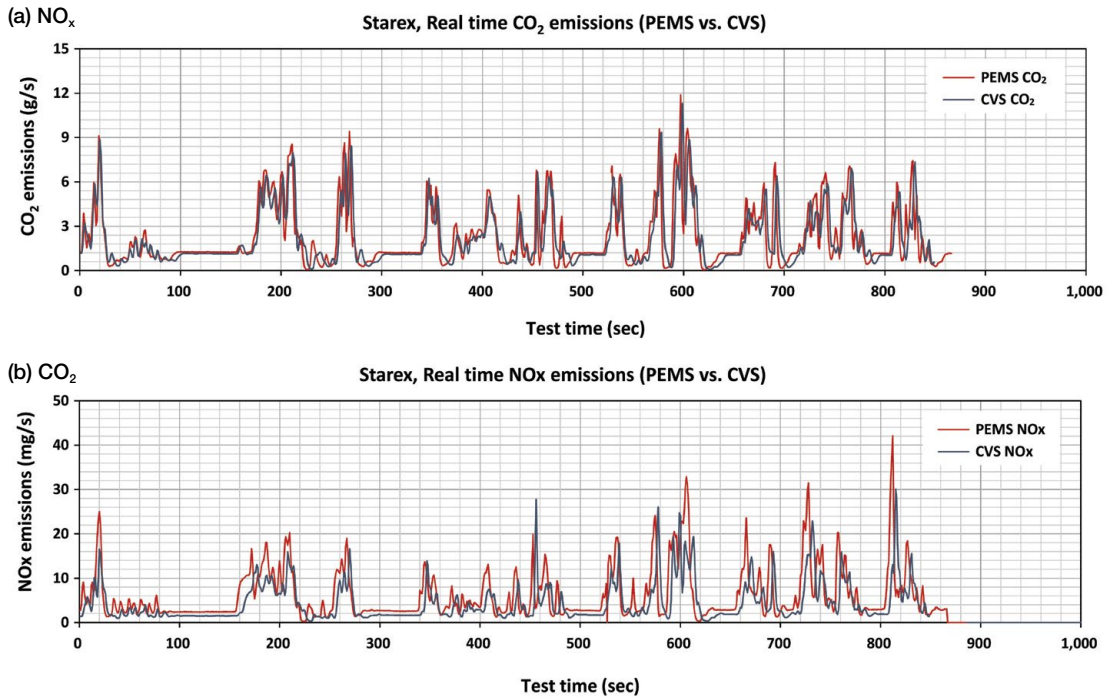 (a) NOx
Starex, Real time CO2 emissions (PEMS vs. CVS)
15
12
9
6
3
0
CO2 emissions (g/s)
PEMS CO2
CVS CO2
0 100 200 300 400 500 600 700 800 900 1,000
Test time (sec)
(b) CO2
Starex, Real time NOx emissions (PEMS vs. CVS)
50
40
30
20
10
0
NOx emissions (mg/s)
PEMS NOx
CVS NOx
0 100 200 300 400 500 600 700 800 900 1,000
Test time (sec)